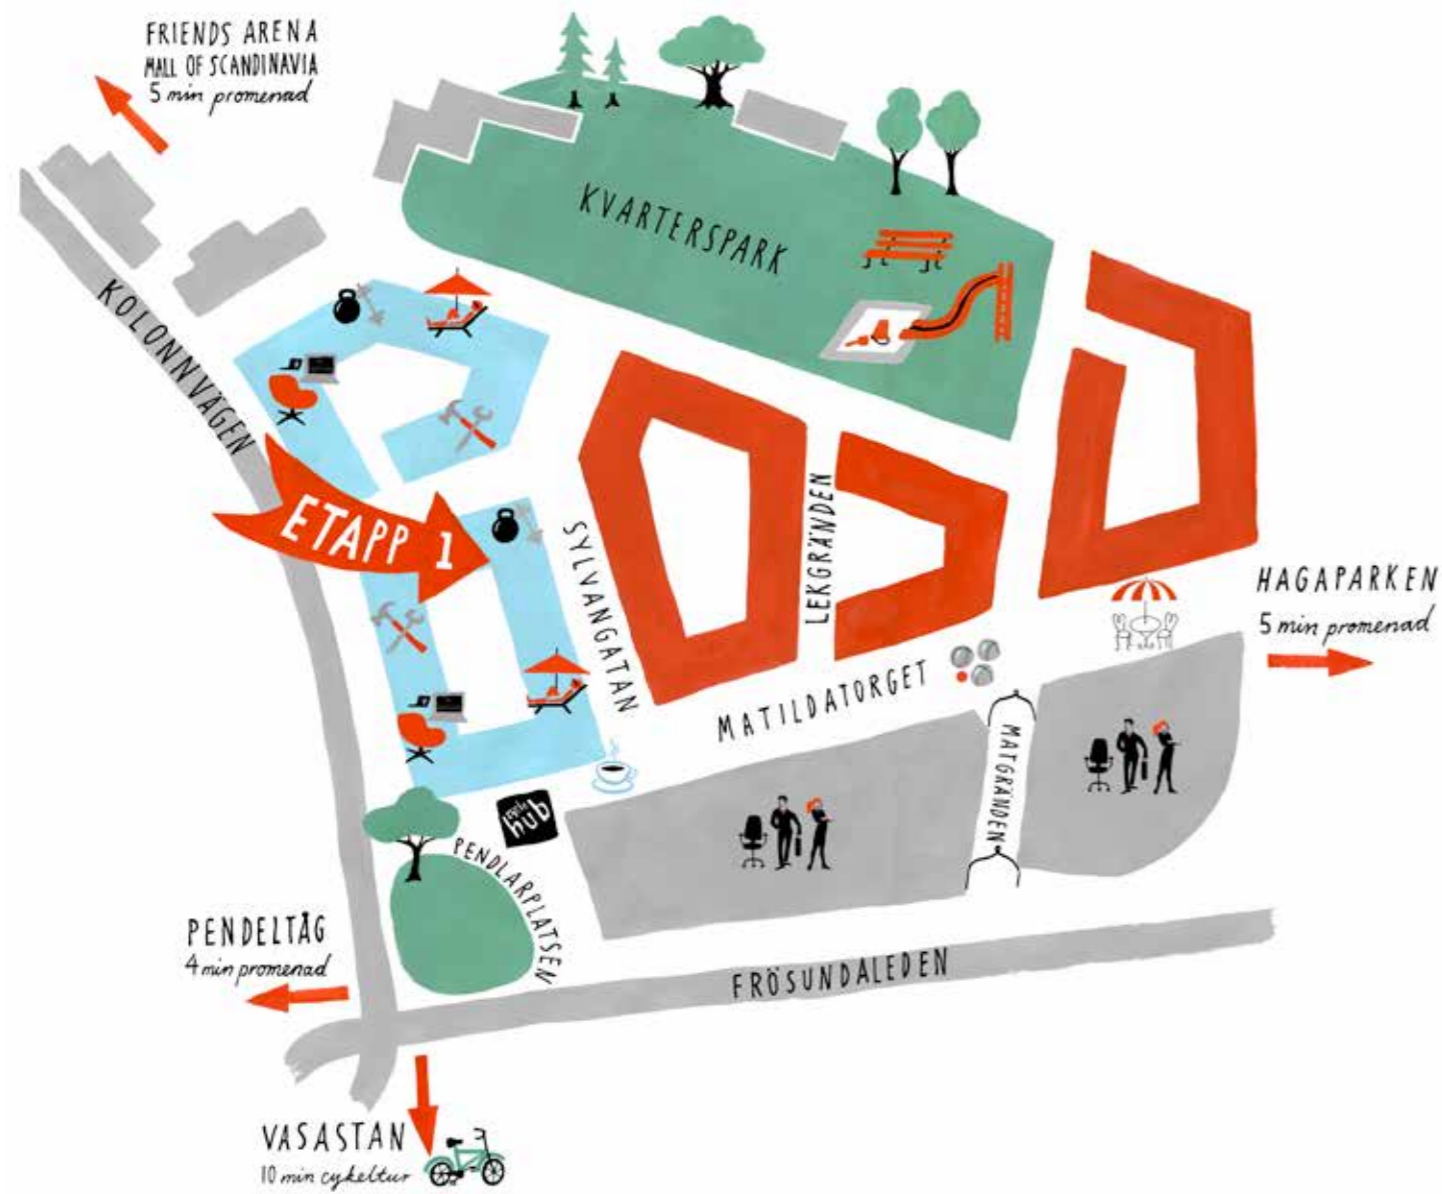 FRIENDS ARENA
MALL OF SCANDINAVIA
5 min promenad
KVARTERSPARK
KOLONNVÄGEN
ETAPP 1
SYLVANGATAN
LEKGRÄNDEN
HAGAPARKEN
5 min promenad
MATILDATORGET
MATGRÄNDEN
hub
PENDLARPLATSEN
PENDELTÅG
4 min promenad
FRÖSUNDALEDEN
VASASTAN
10 min cykeltur